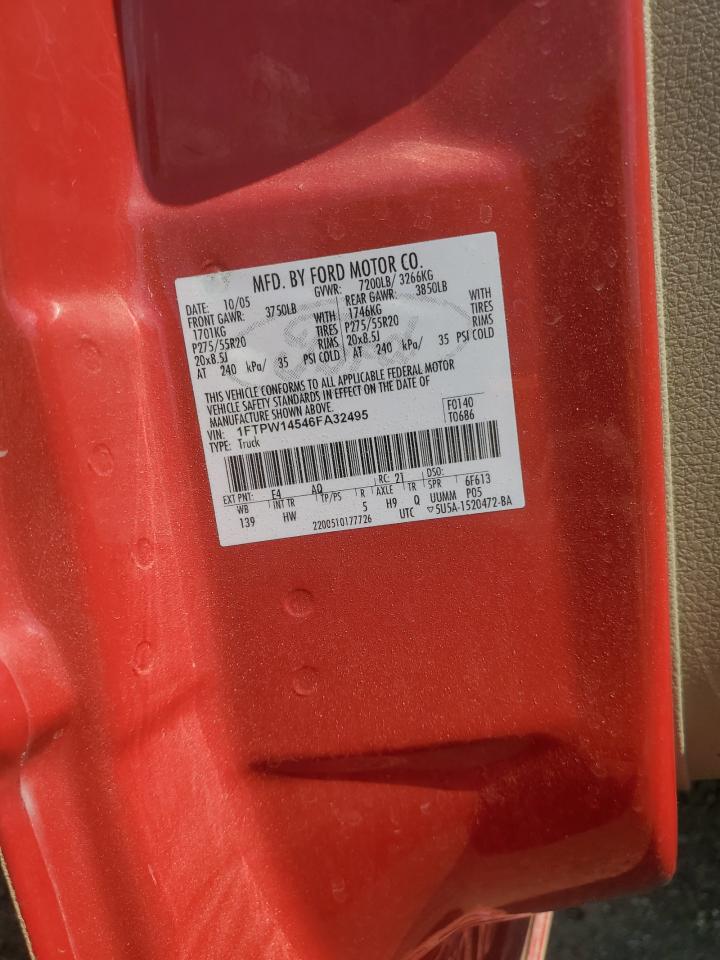 MFD. BY FORD MOTOR CO.
DATE: 10/05 GVWR: 7200LB/ 3266KG
FRONT GAWR: 3750LB REAR GAWR: 3850LB
1701KG WITH 1746KG WITH
P275/55R20 TIRES P275/55R20 TIRES
20x8.5J RIMS 20x8.5J RIMS
AT 240 kPa/ 35 PSI COLD AT 240 kPa/ 35 PSI COLD
THIS VEHICLE CONFORMS TO ALL APPLICABLE FEDERAL MOTOR
VEHICLE SAFETY STANDARDS IN EFFECT ON THE DATE OF
MANUFACTURE SHOWN ABOVE.
VIN: 1FTPW14546FA32495 F0140
TYPE: Truck T0686
EXT PNT: E4 AQ RC: 21 DSO:
WB INT TR TP/PS R AXLE TR SPR 6F613
139 HW 5 H9 Q UUMM P05
2200510177726 UTC ▽5U5A-1520472-BA
Ford